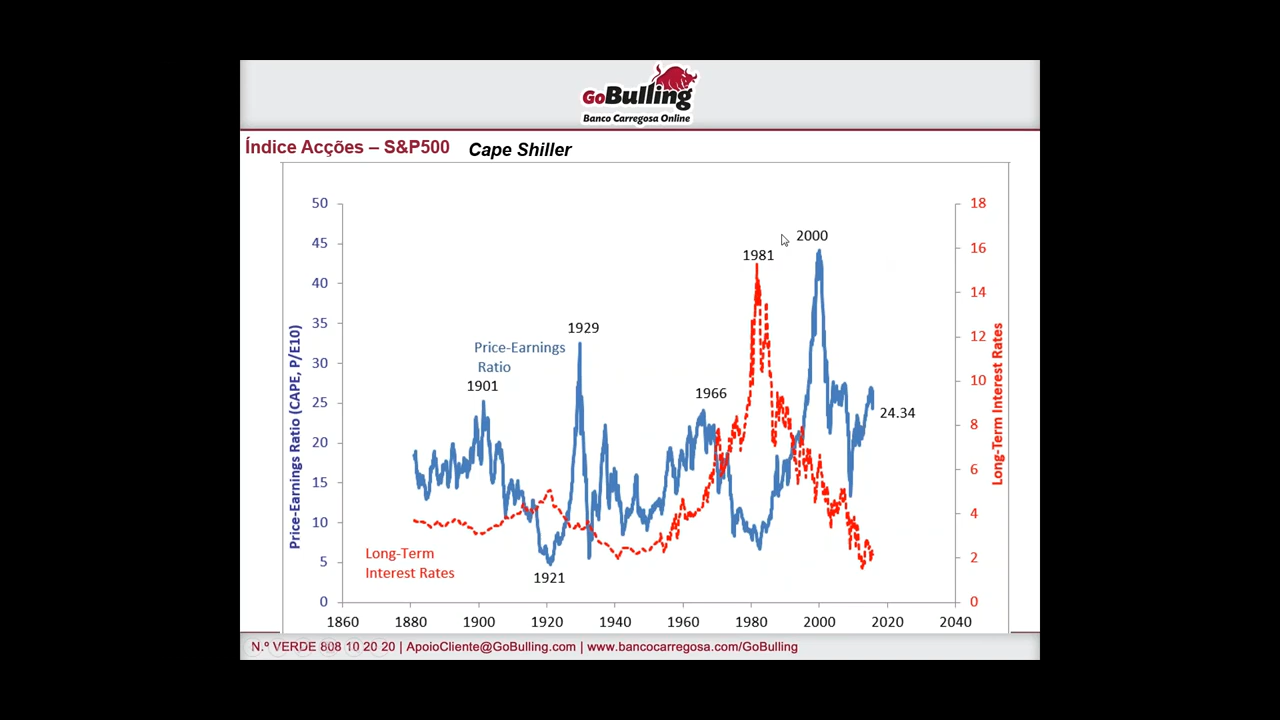 GoBulling
Banco Carregosa Online
Índice Acções – S&P500 Cape Shiller
50
45
40
35
30
25
20
15
10
5
0
Price-Earnings Ratio (CAPE, P/E10)
18
16
14
12
10
8
6
4
2
0
Long-Term Interest Rates
2000
1981
1929
Price-Earnings
Ratio
1901
1966
24.34
Long-Term
Interest Rates
1921
1860 1880 1900 1920 1940 1960 1980 2000 2020 2040
N.º VERDE 808 10 20 20 | ApoioCliente@GoBulling.com | www.bancocarregosa.com/GoBulling